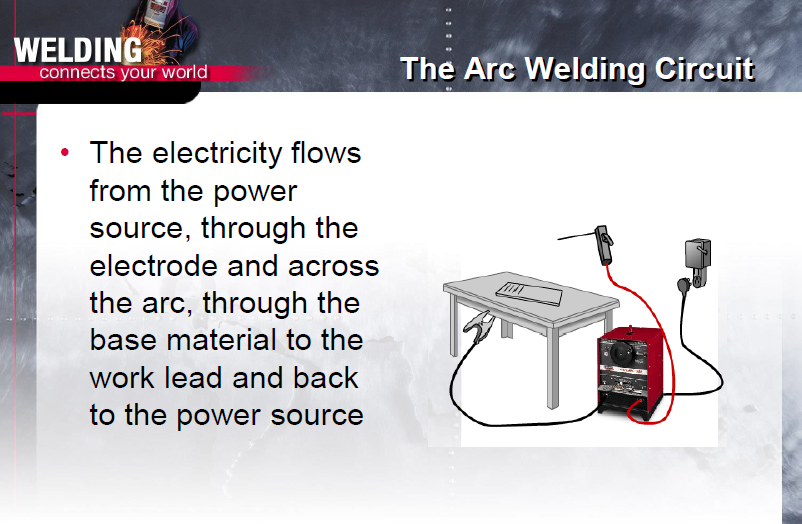 WELDING
connects your world
The Arc Welding Circuit
• The electricity flows
from the power
source, through the
electrode and across
the arc, through the
base material to the
work lead and back
to the power source